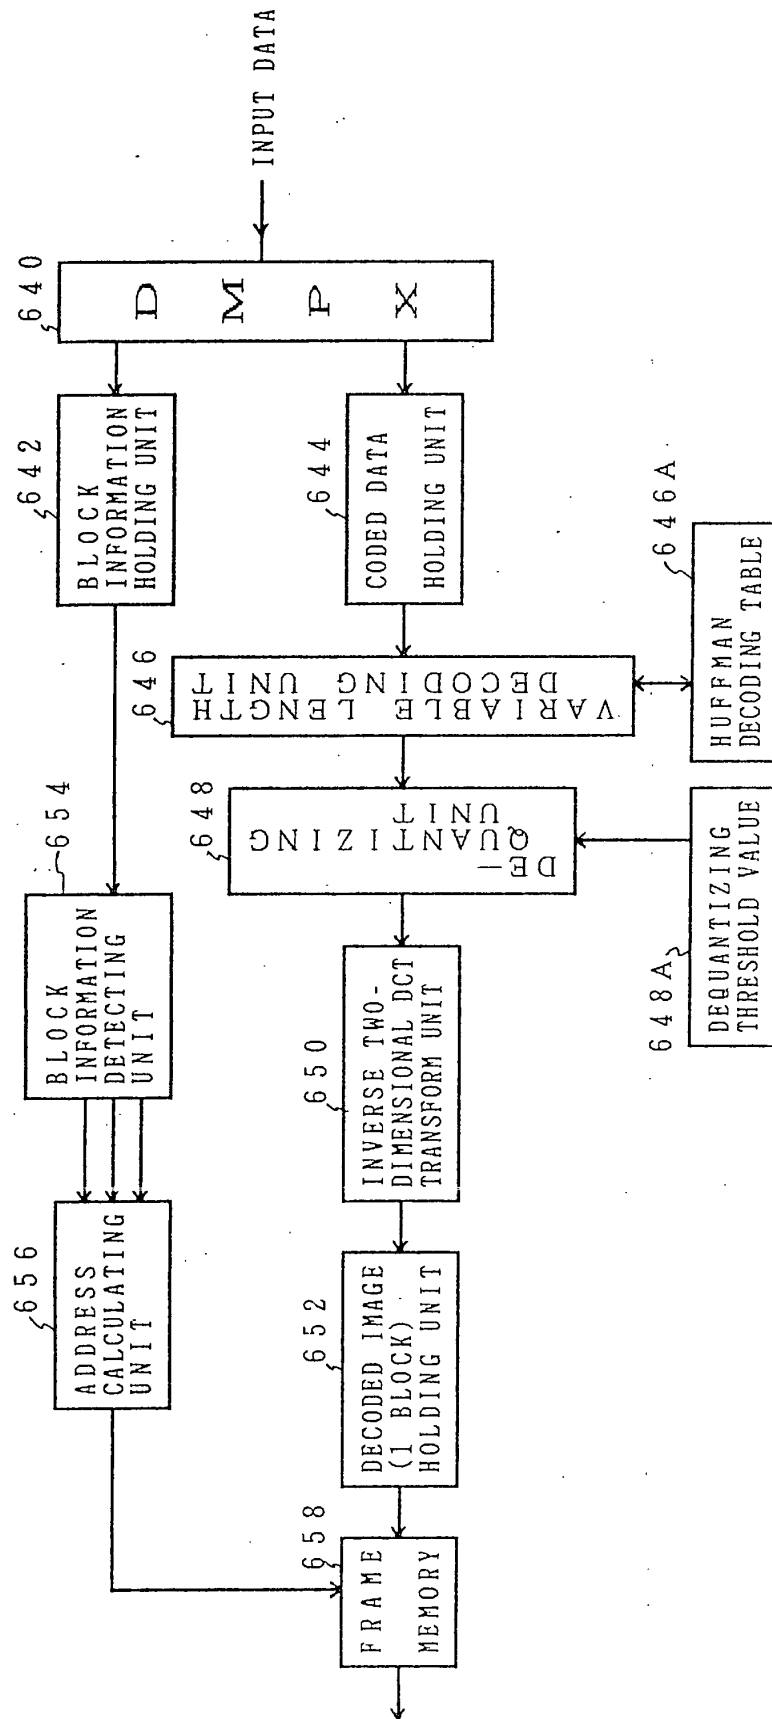 INPUT DATA
640
DMPX
642
BLOCK
INFORMATION
HOLDING UNIT
644
CODED DATA
HOLDING UNIT
646
VARIABLE LENGTH
DECODING UNIT
646A
HUFFMAN
DECODING TABLE
648
DE-
QUANTIZING
UNIT
648A
DEQUANTIZING
THRESHOLD VALUE
654
BLOCK
INFORMATION
DETECTING
UNIT
650
INVERSE TWO-
DIMENSIONAL DCT
TRANSFORM UNIT
656
ADDRESS
CALCULATING
UNIT
652
DECODED IMAGE
(1 BLOCK)
HOLDING UNIT
658
FRAME
MEMORY